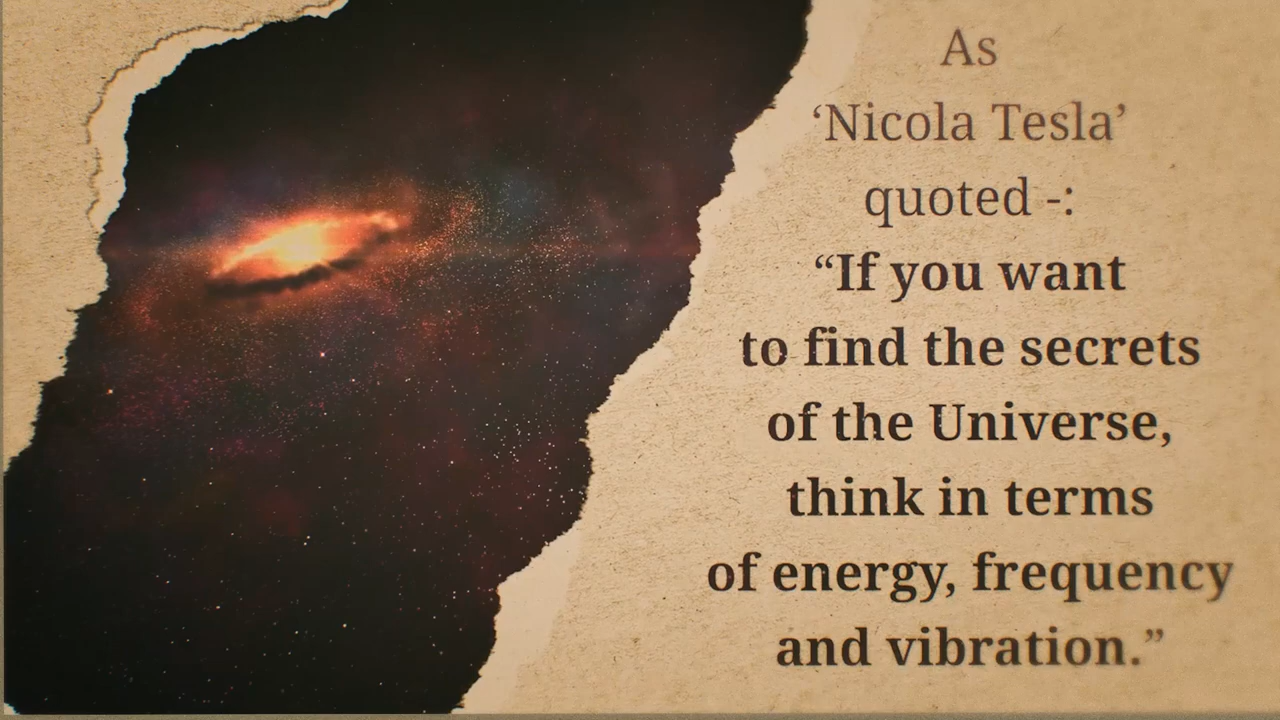 As
‘Nicola Tesla’
quoted -:
“If you want
to find the secrets
of the Universe,
think in terms
of energy, frequency
and vibration.”